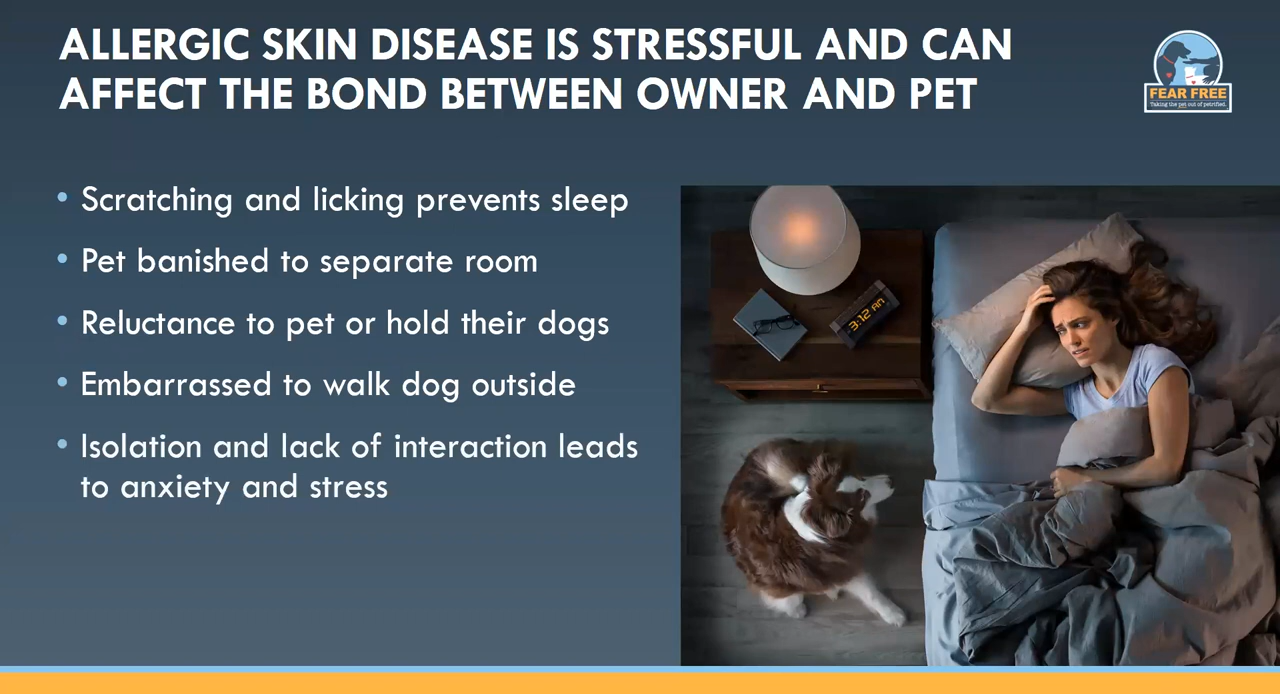 ALLERGIC SKIN DISEASE IS STRESSFUL AND CAN
AFFECT THE BOND BETWEEN OWNER AND PET
FEAR FREE
Taking the pet out of petrified.
• Scratching and licking prevents sleep
• Pet banished to separate room
• Reluctance to pet or hold their dogs
• Embarrassed to walk dog outside
• Isolation and lack of interaction leads
to anxiety and stress
3:12 AM